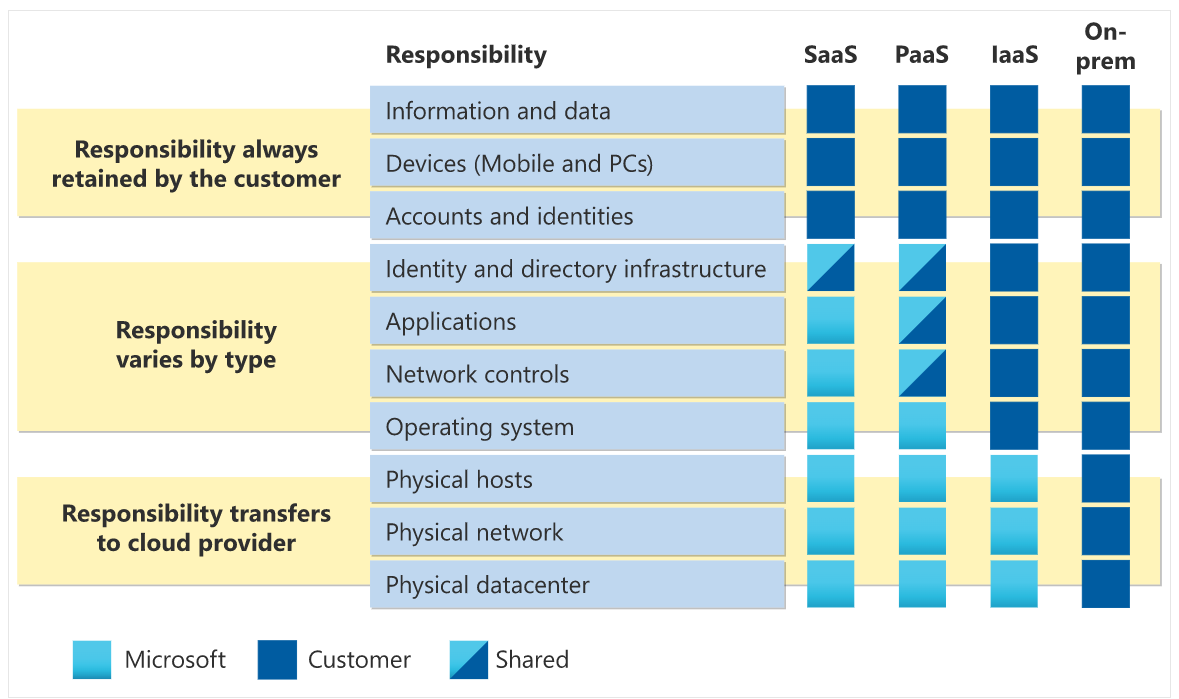 Responsibility
SaaS
PaaS
IaaS
On-
prem
Responsibility always
retained by the customer
Information and data
Devices (Mobile and PCs)
Accounts and identities
Responsibility
varies by type
Identity and directory infrastructure
Applications
Network controls
Operating system
Responsibility transfers
to cloud provider
Physical hosts
Physical network
Physical datacenter
Microsoft
Customer
Shared